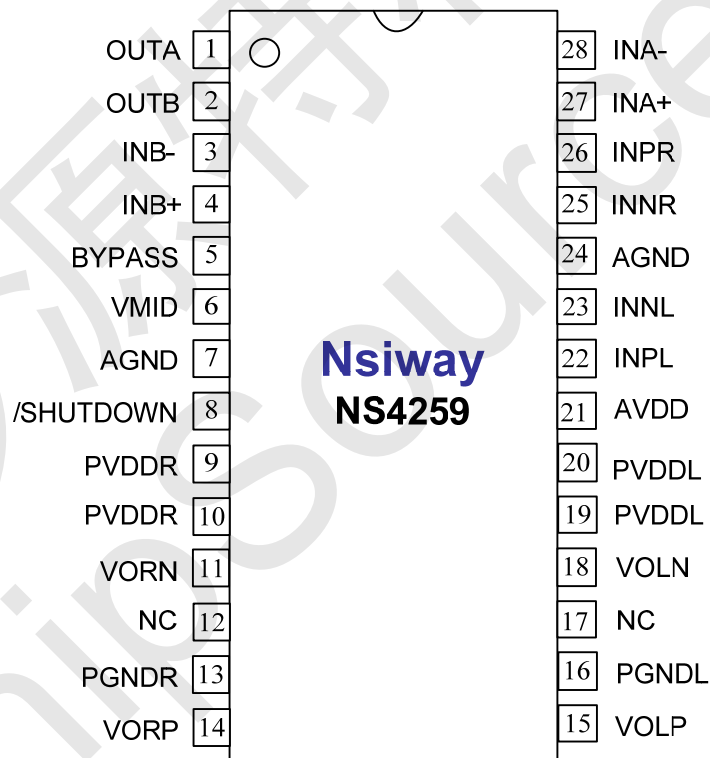 OUTA 1 28 INA-
OUTB 2 27 INA+
INB- 3 26 INPR
INB+ 4 25 INNR
BYPASS 5 24 AGND
VMID 6 23 INNL
AGND 7 22 INPL
Nsiway
/SHUTDOWN 8 NS4259 21 AVDD
PVDDR 9 20 PVDDL
PVDDR 10 19 PVDDL
VORN 11 18 VOLN
NC 12 17 NC
PGNDR 13 16 PGNDL
VORP 14 15 VOLP
源特
hipSource